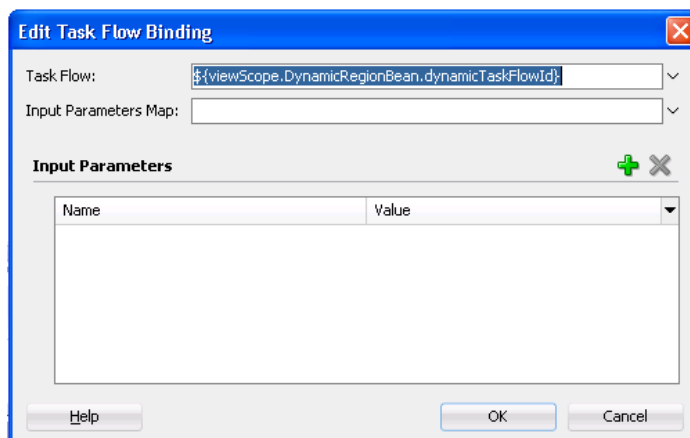 Edit Task Flow Binding
Task Flow: ${viewScope.DynamicRegionBean.dynamicTaskFlowId}
Input Parameters Map:
Input Parameters
Name Value
Help OK Cancel